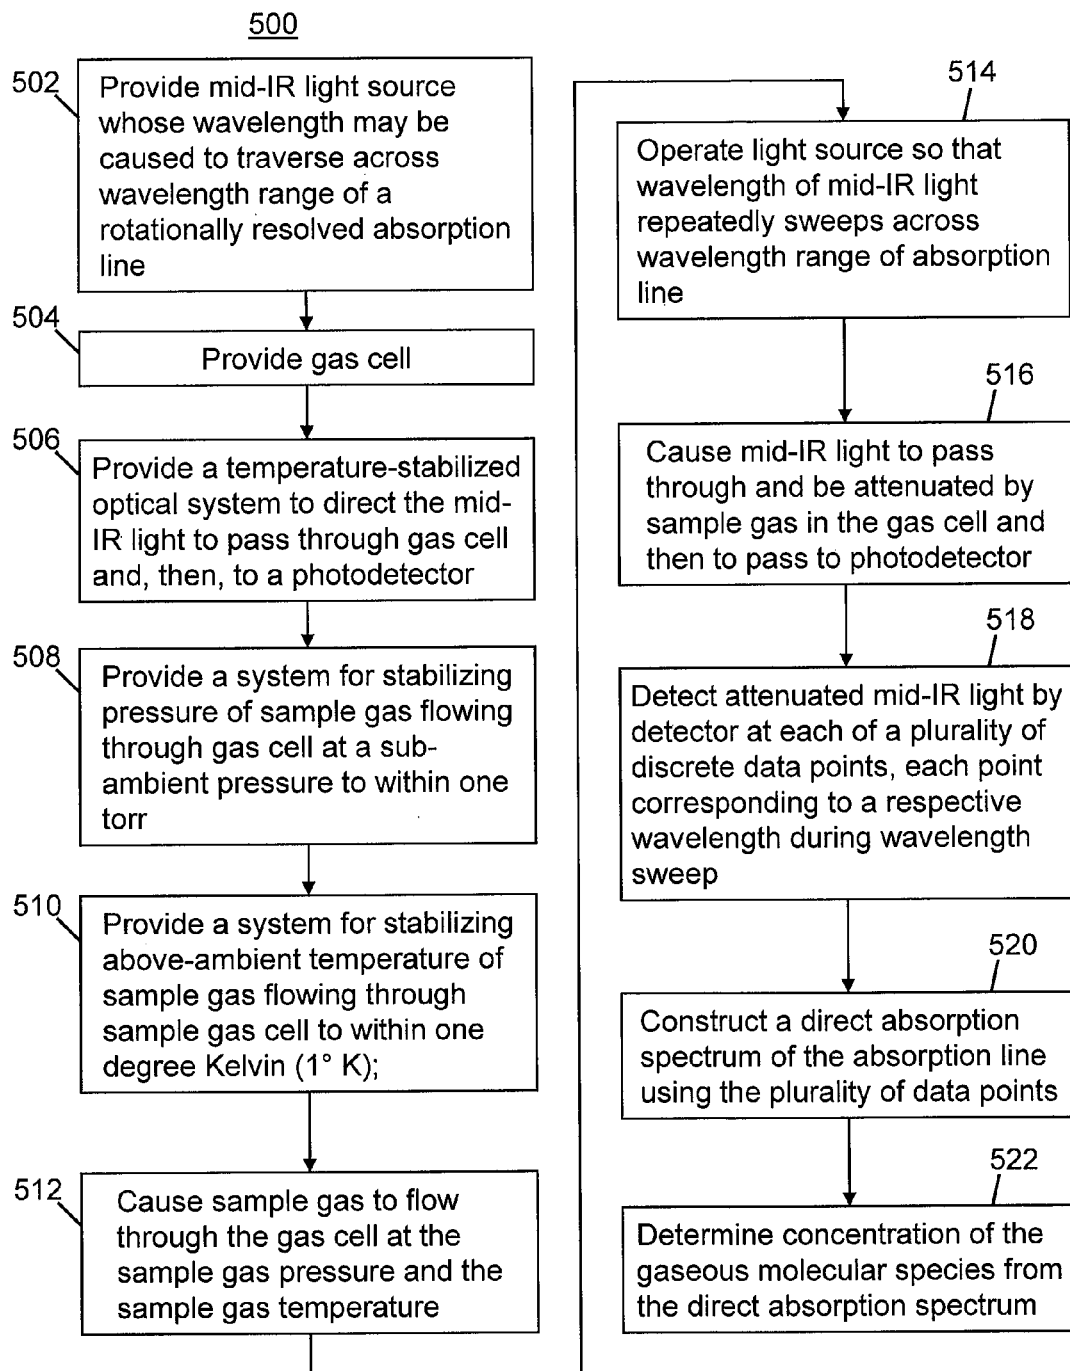 500
502
Provide mid-IR light source
whose wavelength may be
caused to traverse across
wavelength range of a
rotationally resolved absorption
line
504
Provide gas cell
506
Provide a temperature-stabilized
optical system to direct the mid-
IR light to pass through gas cell
and, then, to a photodetector
508
Provide a system for stabilizing
pressure of sample gas flowing
through gas cell at a sub-
ambient pressure to within one
torr
510
Provide a system for stabilizing
above-ambient temperature of
sample gas flowing through
sample gas cell to within one
degree Kelvin (1° K);
512
Cause sample gas to flow
through the gas cell at the
sample gas pressure and the
sample gas temperature
514
Operate light source so that
wavelength of mid-IR light
repeatedly sweeps across
wavelength range of absorption
line
516
Cause mid-IR light to pass
through and be attenuated by
sample gas in the gas cell and
then to pass to photodetector
518
Detect attenuated mid-IR light by
detector at each of a plurality of
discrete data points, each point
corresponding to a respective
wavelength during wavelength
sweep
520
Construct a direct absorption
spectrum of the absorption line
using the plurality of data points
522
Determine concentration of the
gaseous molecular species from
the direct absorption spectrum